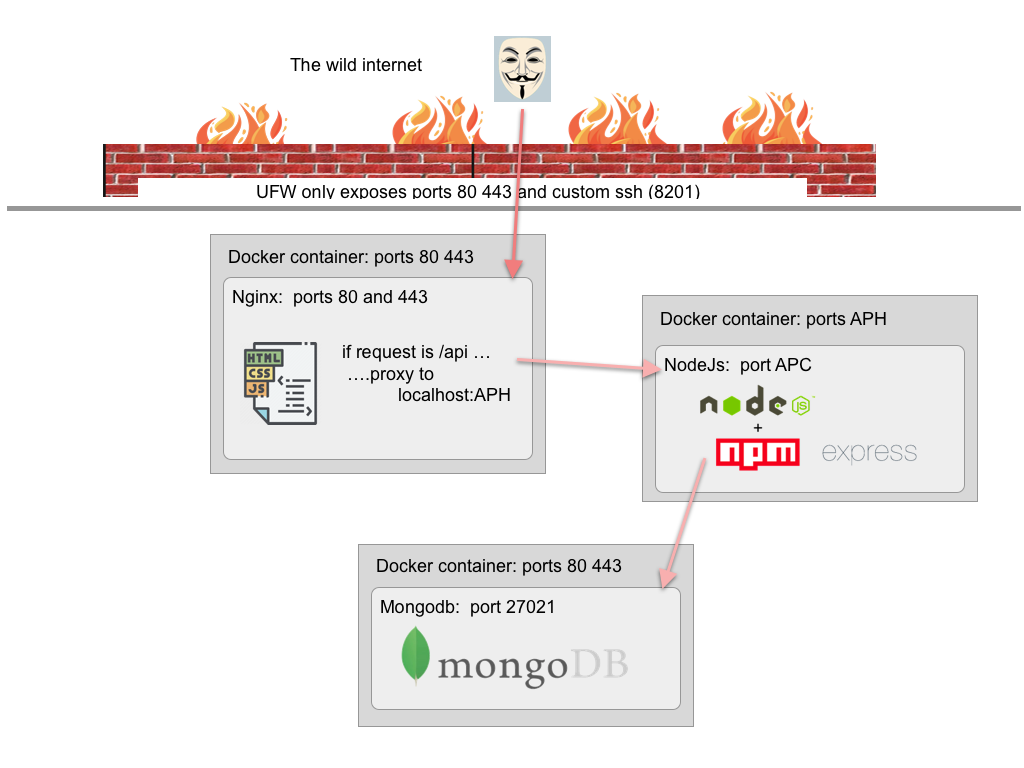 The wild internet
UFW only exposes ports 80 443 and custom ssh (8201)
Docker container: ports 80 443
Nginx:  ports 80 and 443
HTML
CSS
JS
if request is /api …
….proxy to
localhost:APH
Docker container: ports APH
NodeJs:  port APC
node
JS
+
npm express
Docker container: ports 80 443
Mongodb:  port 27021
mongoDB